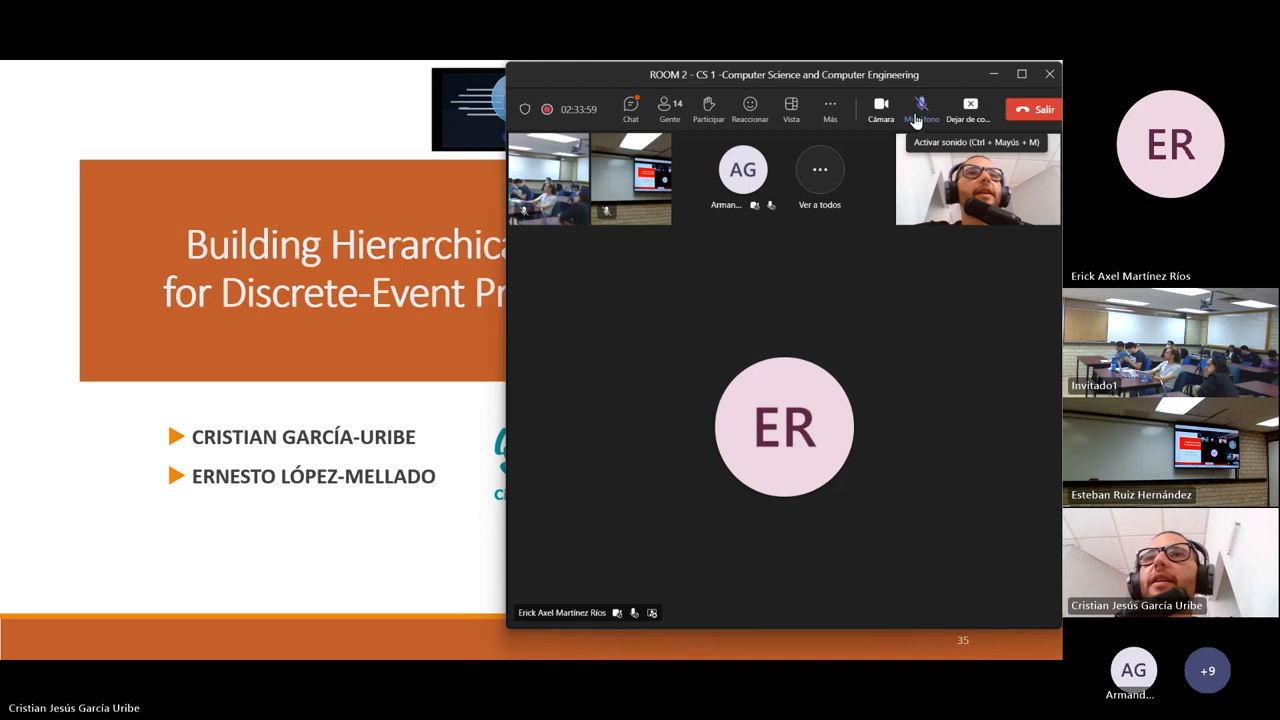 Building Hierarchica
for Discrete-Event Pr
CRISTIAN GARCÍA-URIBE
ERNESTO LÓPEZ-MELLADO
35
ROOM 2 - CS 1 -Computer Science and Computer Engineering
02:33:59
Chat
14
Gente
Participar
Reaccionar
Vista
Más
Cámara
Dejar de co...
Salir
Activar sonido (Ctrl + Mayús + M)
AG
Arman...
Ver a todos
ER
Erick Axel Martínez Ríos
ER
Erick Axel Martínez Ríos
Invitado1
Esteban Ruiz Hernández
Cristian Jesús García Uribe
AG
Armand...
+9
Cristian Jesús García Uribe